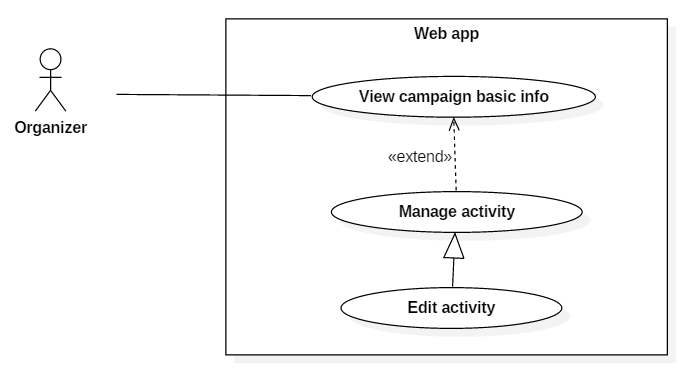 Web app
View campaign basic info
Organizer
«extend»
Manage activity
Edit activity